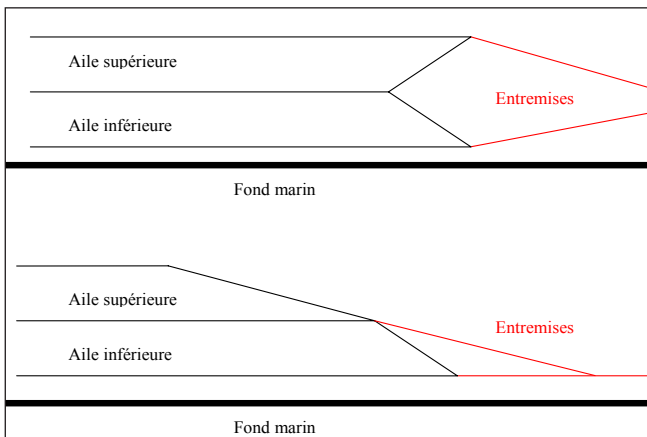 Aile supérieure
Entremises
Aile inférieure
Fond marin
Aile supérieure
Entremises
Aile inférieure
Fond marin